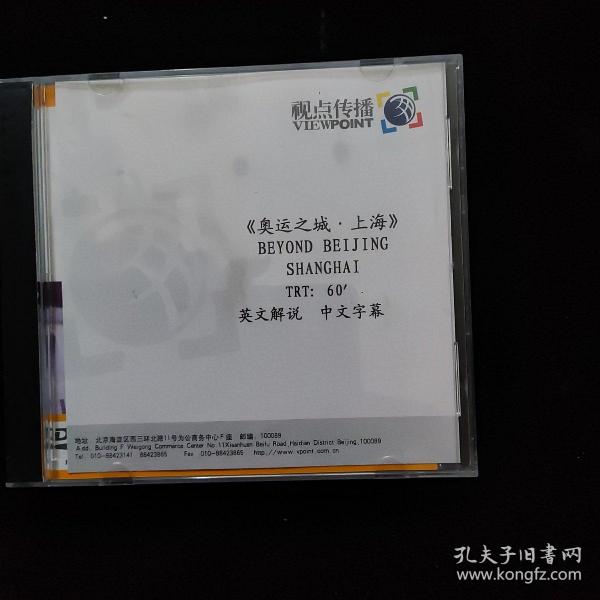 视点传播
VIEWPOINT
《奥运之城·上海》
BEYOND BEIJING
SHANGHAI
TRT: 60′
英文解说 中文字幕
地址:北京海淀区西三环北路11号为公商务中心F座 邮编:100089
Add. Building F Weigong Commerce Center No.11Xisanhuan Beilu Road,Haidian District Beijing,100089
Tel. 010-88423141 88423865 Fax 010-88423865 http://www.vpoint.com.cn
孔夫子旧书网
www.kongfz.com